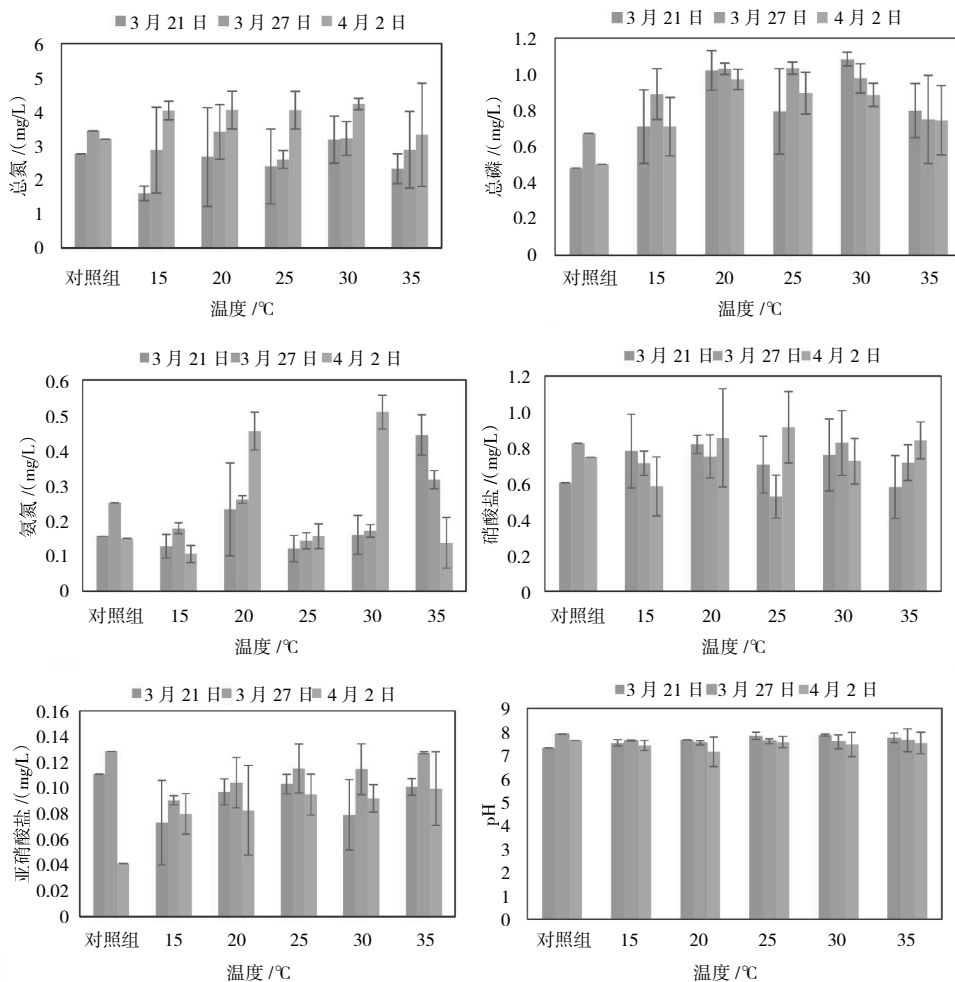 3 月 21 日 3 月 27 日 4 月 2 日
总氮 /(mg/L)
6
5
4
3
2
1
0
对照组 15 20 25 30 35
温度 /℃
3 月 21 日 3 月 27 日 4 月 2 日
总磷 /(mg/L)
1.2
1.0
0.8
0.6
0.4
0.2
0
对照组 15 20 25 30 35
温度 /℃
3 月 21 日 3 月 27 日 4 月 2 日
氨氮 /(mg/L)
0.6
0.5
0.4
0.3
0.2
0.1
0
对照组 15 20 25 30 35
温度 /℃
3 月 21 日 3 月 27 日 4 月 2 日
硝酸盐 /(mg/L)
1.2
1.0
0.8
0.6
0.4
0.2
0
对照组 15 20 25 30 35
温度 /℃
3 月 21 日 3 月 27 日 4 月 2 日
亚硝酸盐 /(mg/L)
0.16
0.14
0.12
0.10
0.08
0.06
0.04
0.02
0
对照组 15 20 25 30 35
温度 /℃
3 月 21 日 3 月 27 日 4 月 2 日
pH
9
8
7
6
5
4
3
2
1
0
对照组 15 20 25 30 35
温度 /℃